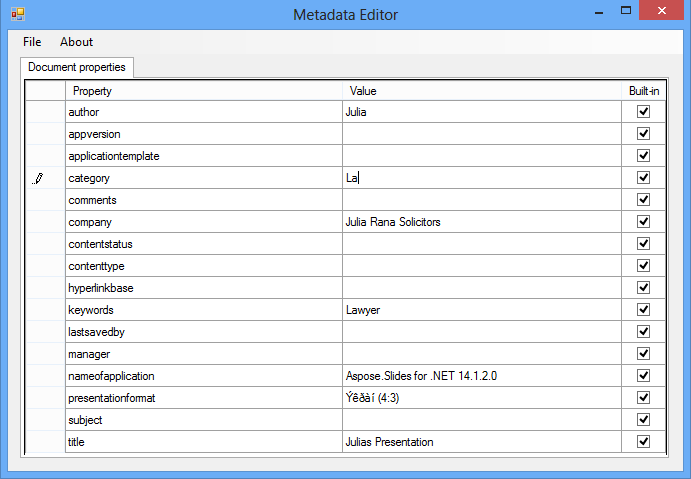 Metadata Editor
File About
Document properties
Property Value Built-in
author Julia
appversion
applicationtemplate
category La
comments
company Julia Rana Solicitors
contentstatus
contenttype
hyperlinkbase
keywords Lawyer
lastsavedby
manager
nameofapplication Aspose.Slides for .NET 14.1.2.0
presentationformat Ýêðàí (4:3)
subject
title Julias Presentation